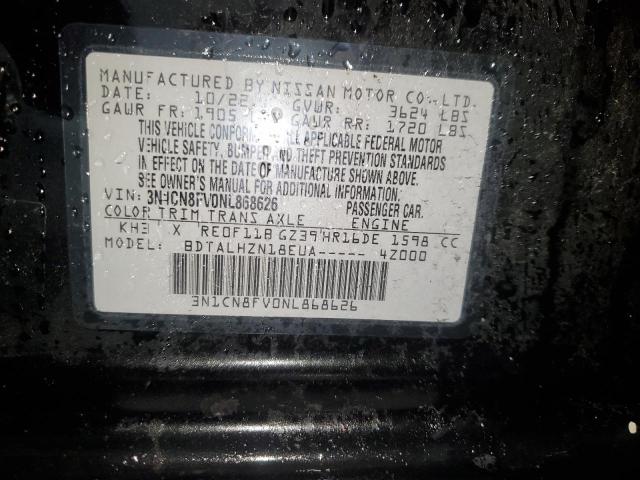 MANUFACTURED BY NISSAN MOTOR CO., LTD.
DATE: 10/22 GVWR: 3624 LBS
GAWR FR: 1905 GAWR RR: 1720 LBS
THIS VEHICLE CONFORMS ALL APPLICABLE FEDERAL MOTOR
VEHICLE SAFETY, BUMPER AND THEFT PREVENTION STANDARDS
IN EFFECT ON THE DATE OF MANUFACTURE SHOWN ABOVE.
SEE OWNER'S MANUAL FOR ADDITIONAL INFORMATION.
VIN: 3N1CN8FV0NL868626 PASSENGER CAR.
COLOR TRIM TRANS AXLE ENGINE
KH3 X RE0F11B GZ39 HR16DE 1598 CC
MODEL: BDTALHZN18EUA----- 4Z000
3N1CN8FV0NL868626